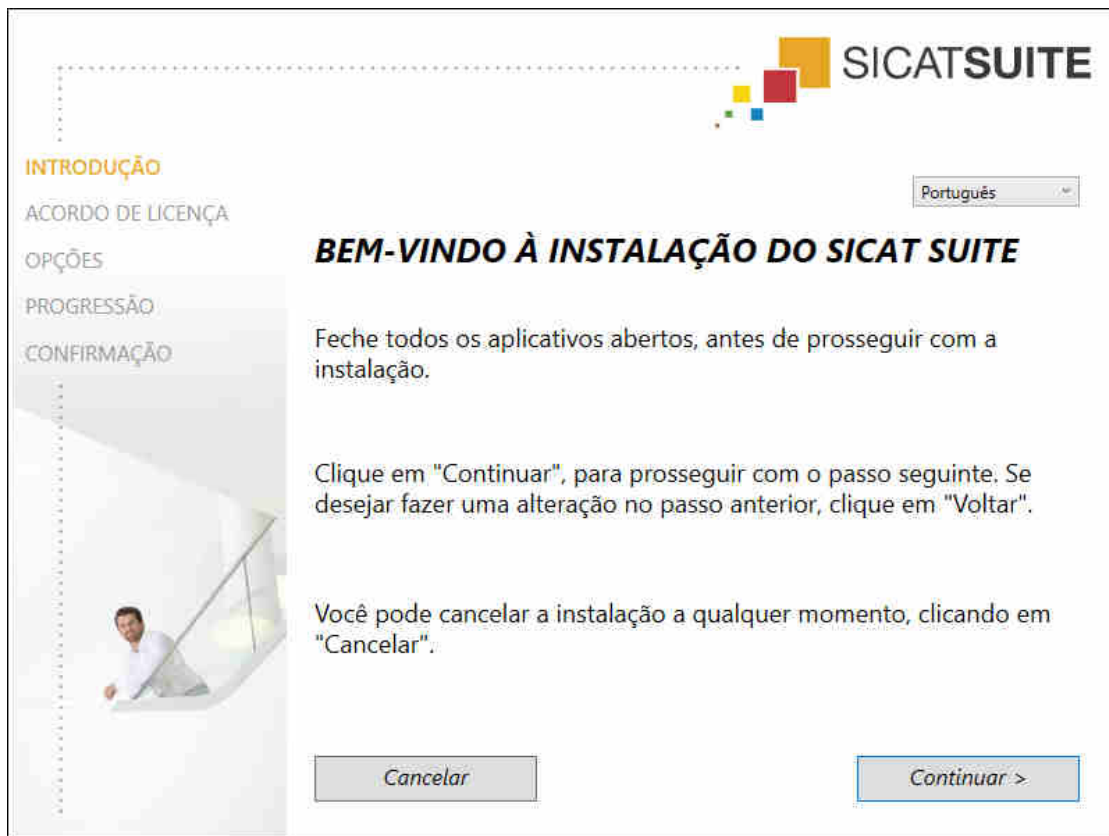 SICATSUITE
INTRODUÇÃO
ACORDO DE LICENÇA
OPÇÕES
PROGRESSÃO
CONFIRMAÇÃO
Português
BEM-VINDO À INSTALAÇÃO DO SICAT SUITE
Feche todos os aplicativos abertos, antes de prosseguir com a
instalação.
Clique em "Continuar", para prosseguir com o passo seguinte. Se
desejar fazer uma alteração no passo anterior, clique em "Voltar".
Você pode cancelar a instalação a qualquer momento, clicando em
"Cancelar".
Cancelar
Continuar >